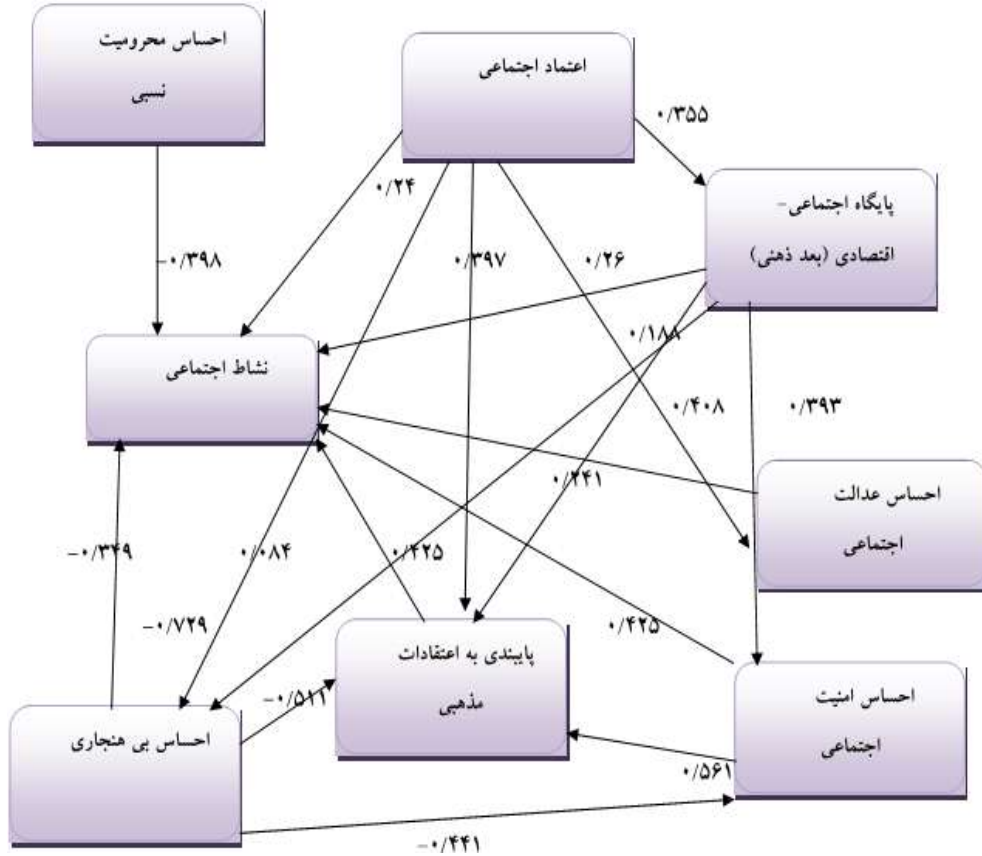 احساس محرومیت
نسبی
اعتماد اجتماعی
۰/۳۵۵
پایگاه اجتماعی-
اقتصادی (بعد ذهنی)
۰/۲۴
-۰/۳۹۸
۰/۳۹۷
۰/۲۶
۰/۱۸۸
نشاط اجتماعی
۰/۴۰۸
۰/۳۹۳
۰/۲۴۱
احساس عدالت
اجتماعی
-۰/۳۴۹
۰/۰۸۴
۰/۴۲۵
-۰/۷۲۹
۰/۴۲۵
پایبندی به اعتقادات
مذهبی
-۰/۵۱۱
احساس امنیت
اجتماعی
احساس بی هنجاری
۰/۵۶۱
-۰/۴۴۱